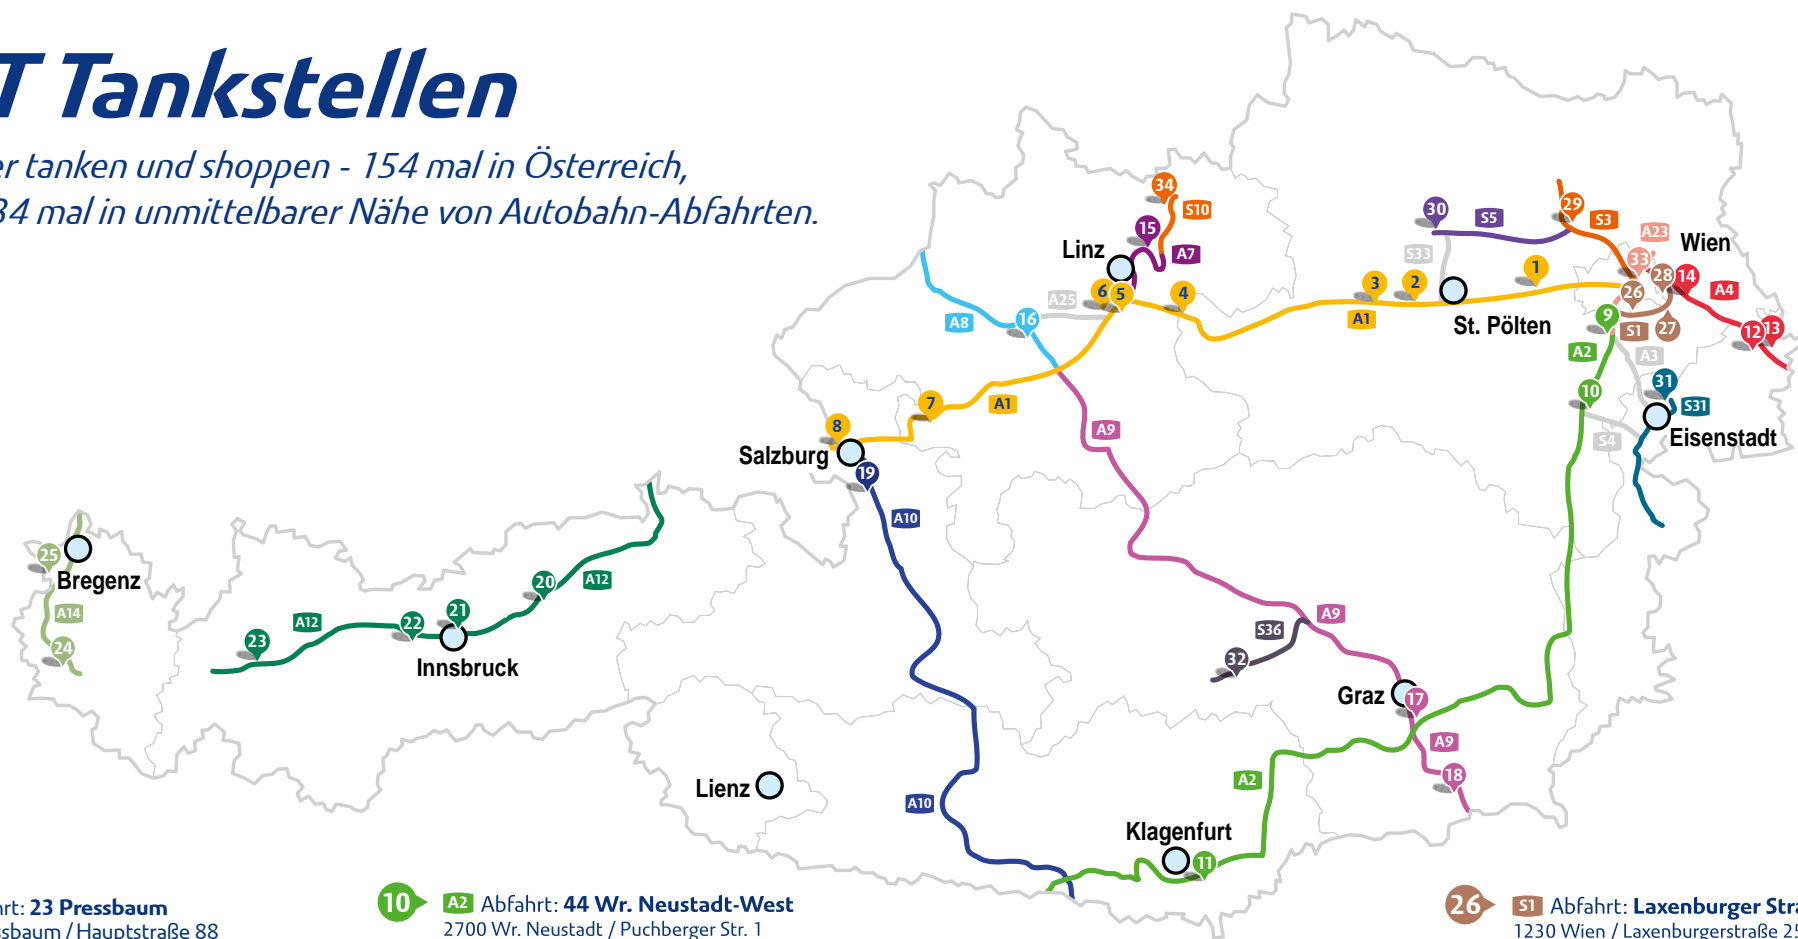 T Tankstellen
er tanken und shoppen - 154 mal in Österreich,
34 mal in unmittelbarer Nähe von Autobahn-Abfahrten.
34
S10
15
Linz
A7
30
S5
29
S3
A23
Wien
S33
33
28
14
6
5
4
3
2
1
26
A4
A25
A8
16
A1
St. Pölten
9
S1
27
12
13
A2
A3
10
31
S31
7
A1
8
A9
S4
Eisenstadt
Salzburg
19
A10
25
Bregenz
A14
24
20
A12
A12
22
21
23
Innsbruck
A9
S36
32
Graz
17
A9
18
A2
Lienz
A10
Klagenfurt
11
rt: 23 Pressbaum
ssbaum / Hauptstraße 88
10 A2 Abfahrt: 44 Wr. Neustadt-West
2700 Wr. Neustadt / Puchberger Str. 1
26 S1 Abfahrt: Laxenburger Stra
1230 Wien / Laxenburgerstraße 25